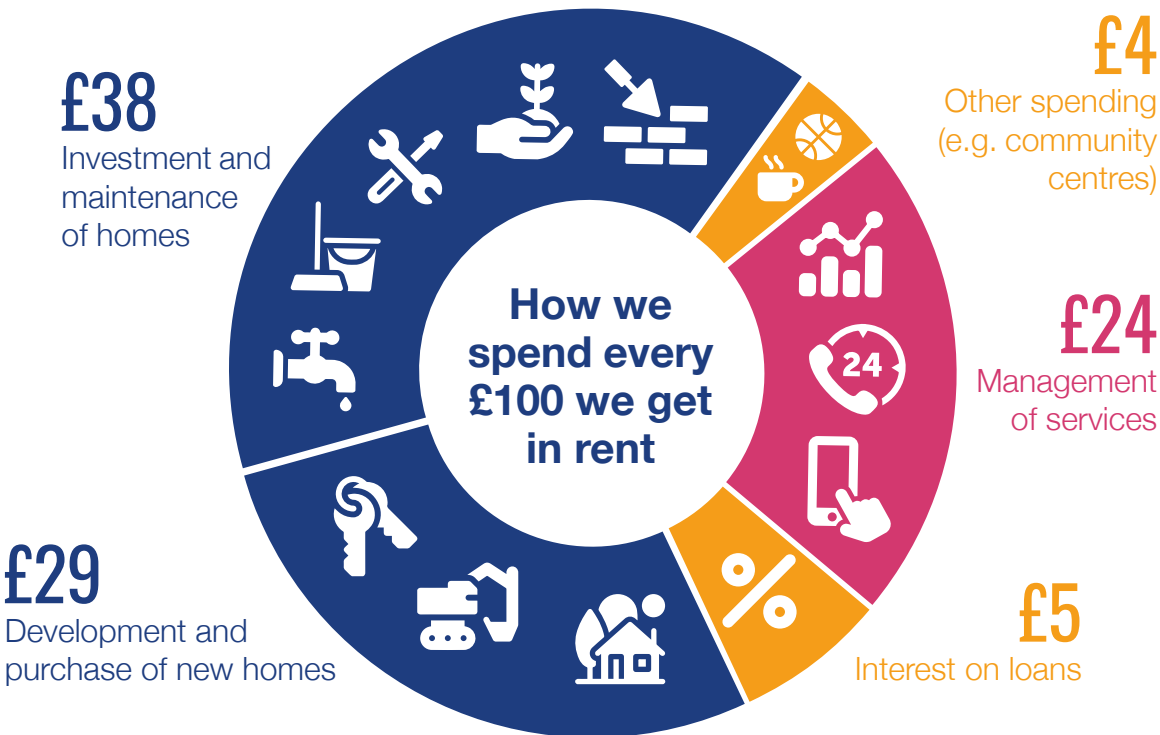 £38
Investment and
maintenance
of homes
£4
Other spending
(e.g. community
centres)
How we
spend every
£100 we get
in rent
24
£24
Management
of services
£29
Development and
purchase of new homes
£5
Interest on loans
%